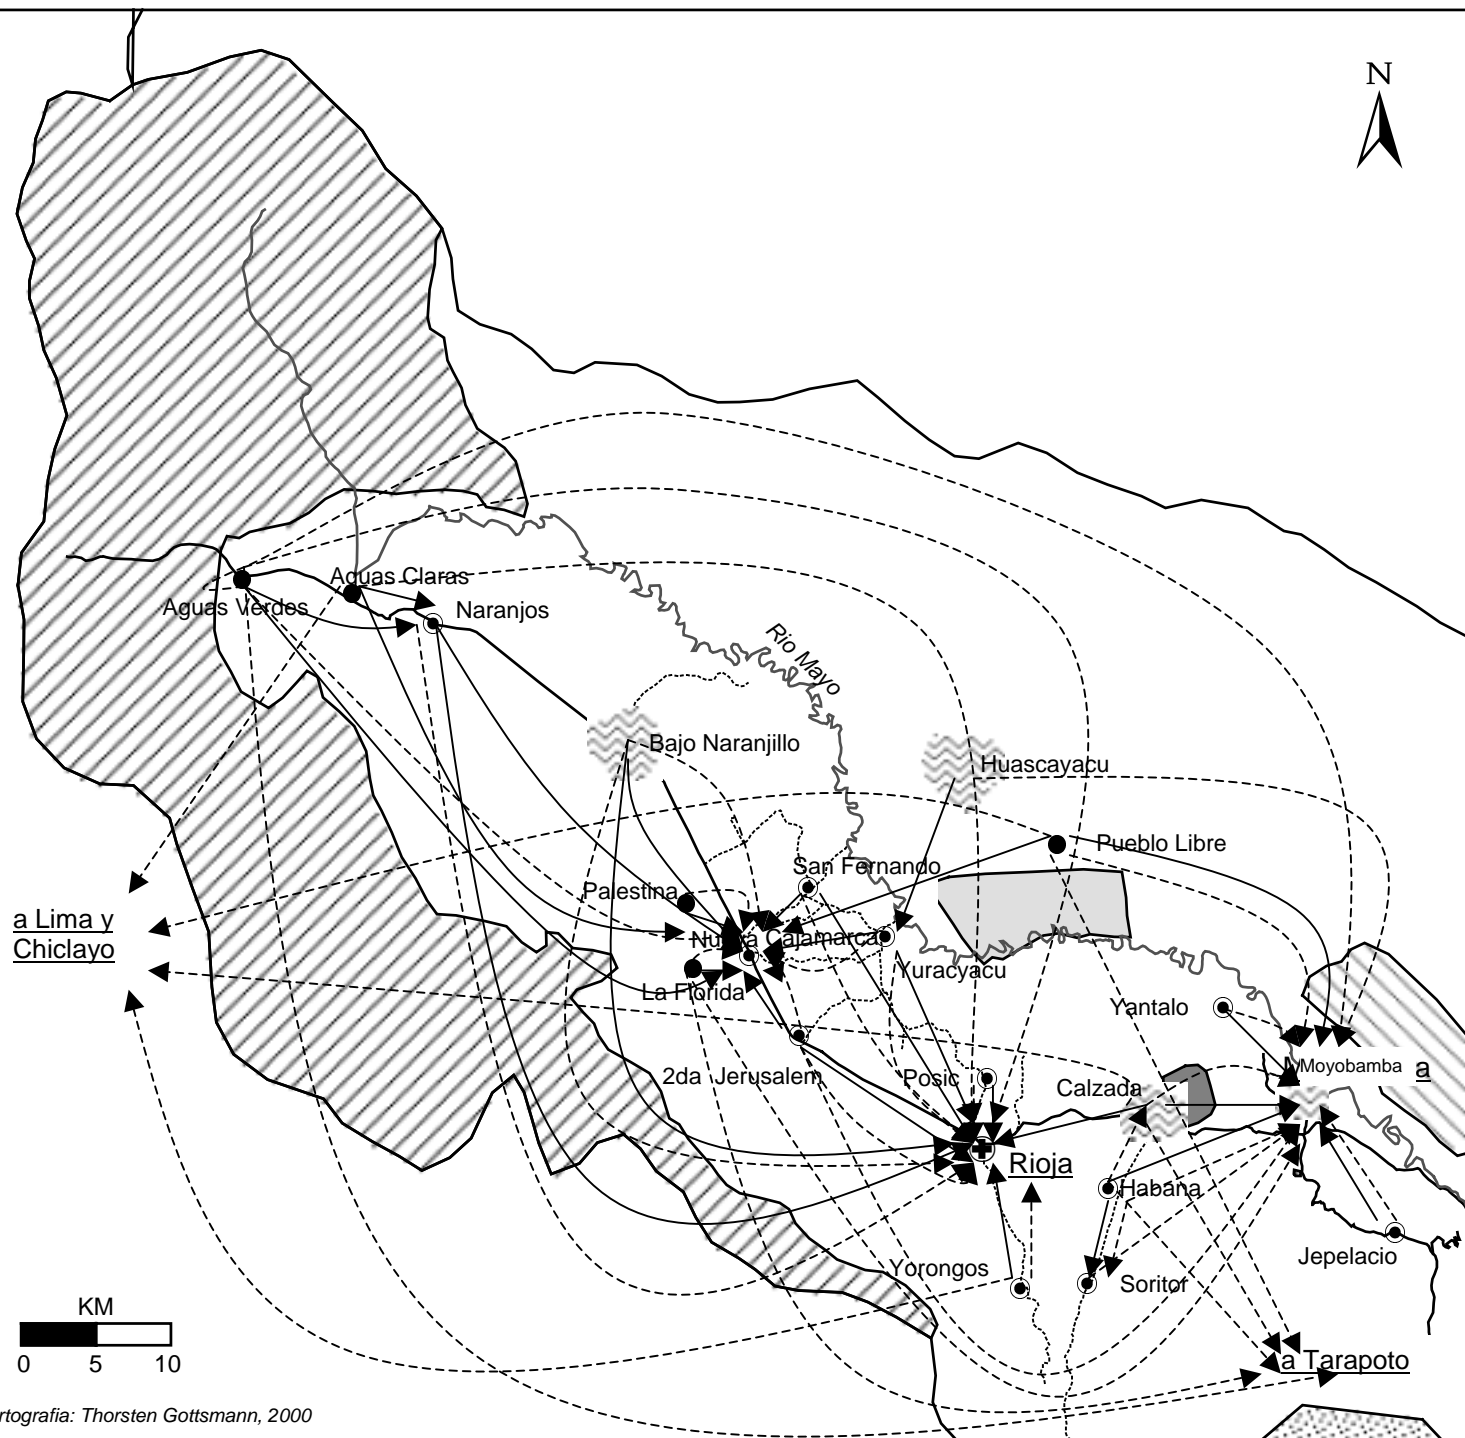 N
Aguas Claras
Aguas Verdes
Naranjos
Rio Mayo
Bajo Naranjillo
Huascayacu
Pueblo Libre
San Fernando
Palestina
a Lima y
Chiclayo
Nueva Cajamarca
Yuracyacu
La Florida
Yantalo
Moyobamba a
2da Jerusalem
Posic
Calzada
Rioja
Habana
Jepelacio
Yorongos
Soritor
KM
0 5 10
a Tarapoto
rtografia: Thorsten Gottsmann, 2000